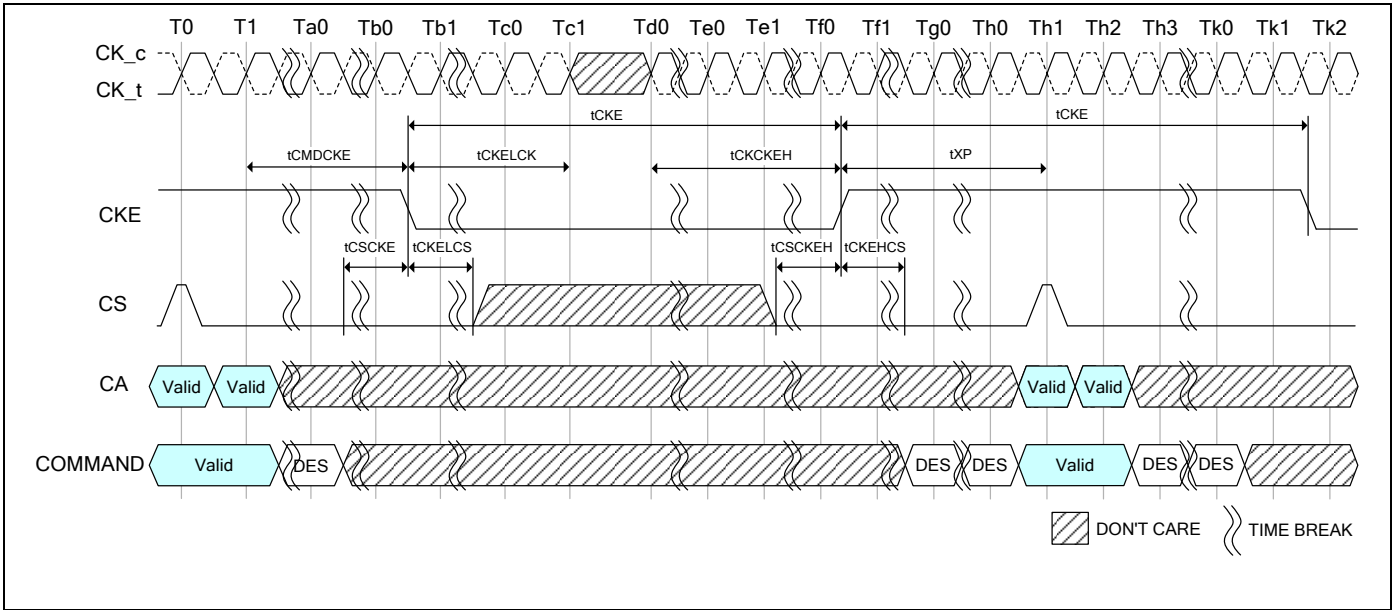 T0 T1 Ta0 Tb0 Tb1 Tc0 Tc1 Td0 Te0 Te1 Tf0 Tf1 Tg0 Th0 Th1 Th2 Th3 Tk0 Tk1 Tk2
CK_c
CK_t
tCKE tCKE
tCMDCKE tCKELCK tCKCKEH tXP
CKE
tCSCKE tCKELCS tCSCKEH tCKEHCS
CS
CA Valid Valid Valid Valid
COMMAND Valid DES DES DES Valid DES DES
DON'T CARE TIME BREAK